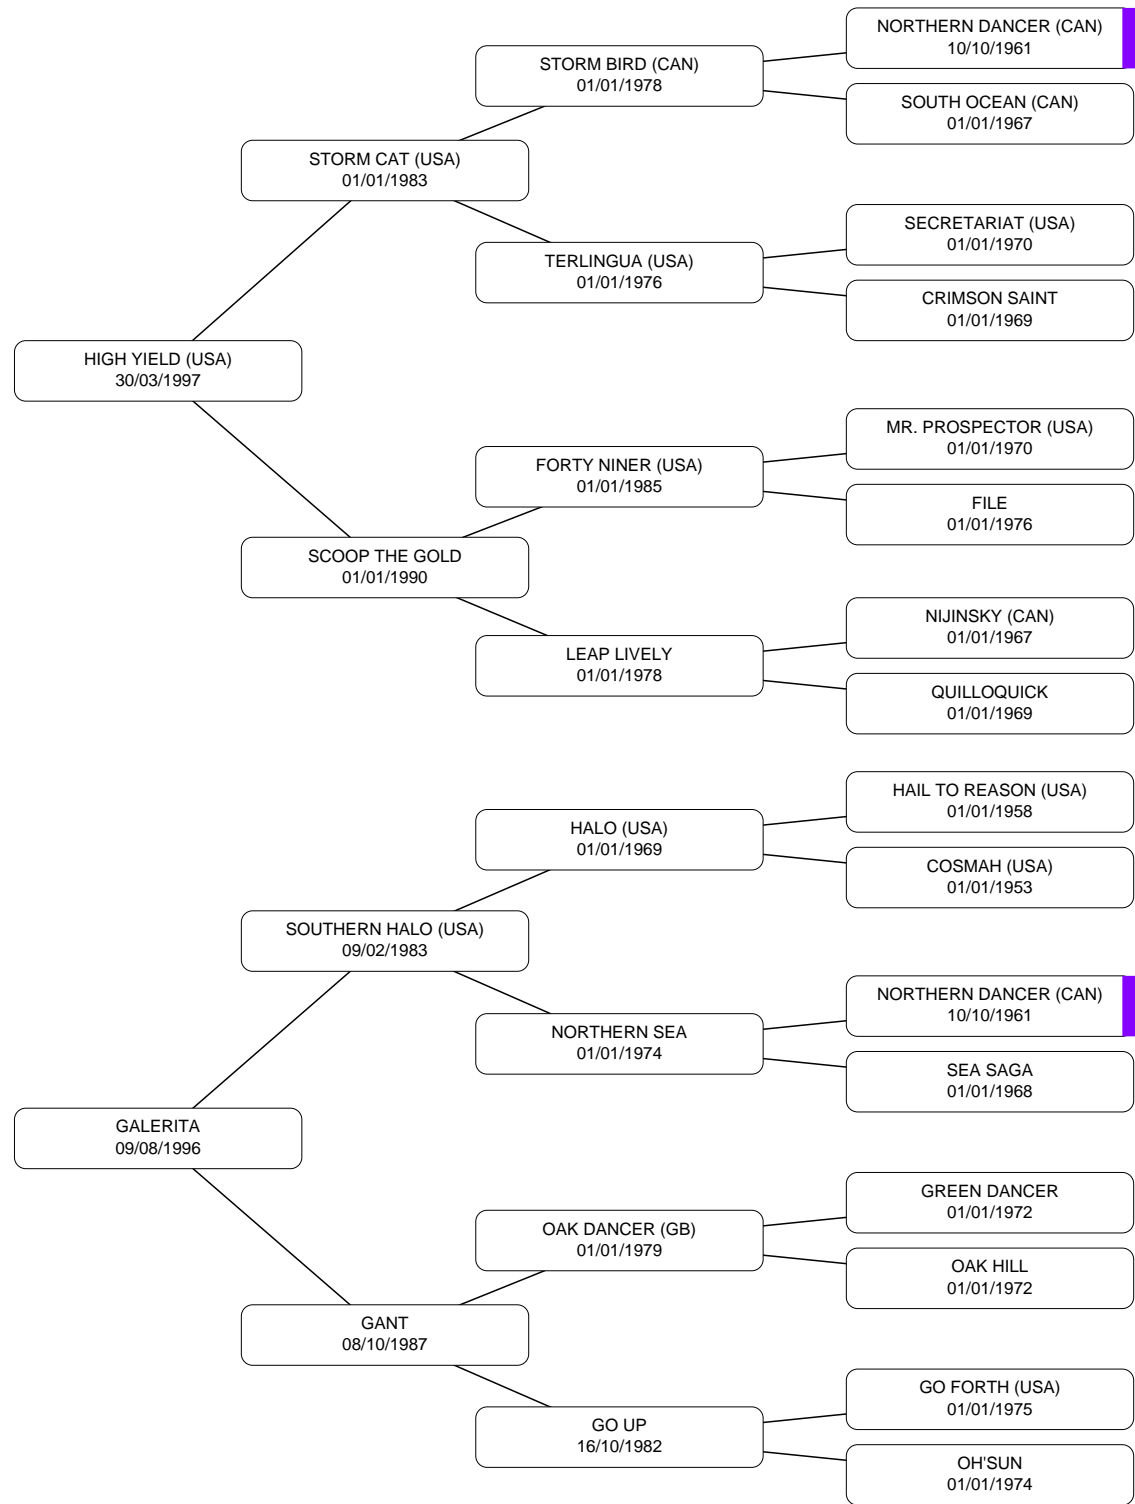 NORTHERN DANCER (CAN)
10/10/1961
STORM BIRD (CAN)
01/01/1978
SOUTH OCEAN (CAN)
01/01/1967
STORM CAT (USA)
01/01/1983
SECRETARIAT (USA)
01/01/1970
TERLINGUA (USA)
01/01/1976
CRIMSON SAINT
01/01/1969
HIGH YIELD (USA)
30/03/1997
MR. PROSPECTOR (USA)
01/01/1970
FORTY NINER (USA)
01/01/1985
FILE
01/01/1976
SCOOP THE GOLD
01/01/1990
NIJINSKY (CAN)
01/01/1967
LEAP LIVELY
01/01/1978
QUILLOQUICK
01/01/1969
HAIL TO REASON (USA)
01/01/1958
HALO (USA)
01/01/1969
COSMAH (USA)
01/01/1953
SOUTHERN HALO (USA)
09/02/1983
NORTHERN DANCER (CAN)
10/10/1961
NORTHERN SEA
01/01/1974
SEA SAGA
01/01/1968
GALERITA
09/08/1996
GREEN DANCER
01/01/1972
OAK DANCER (GB)
01/01/1979
OAK HILL
01/01/1972
GANT
08/10/1987
GO FORTH (USA)
01/01/1975
GO UP
16/10/1982
OH'SUN
01/01/1974